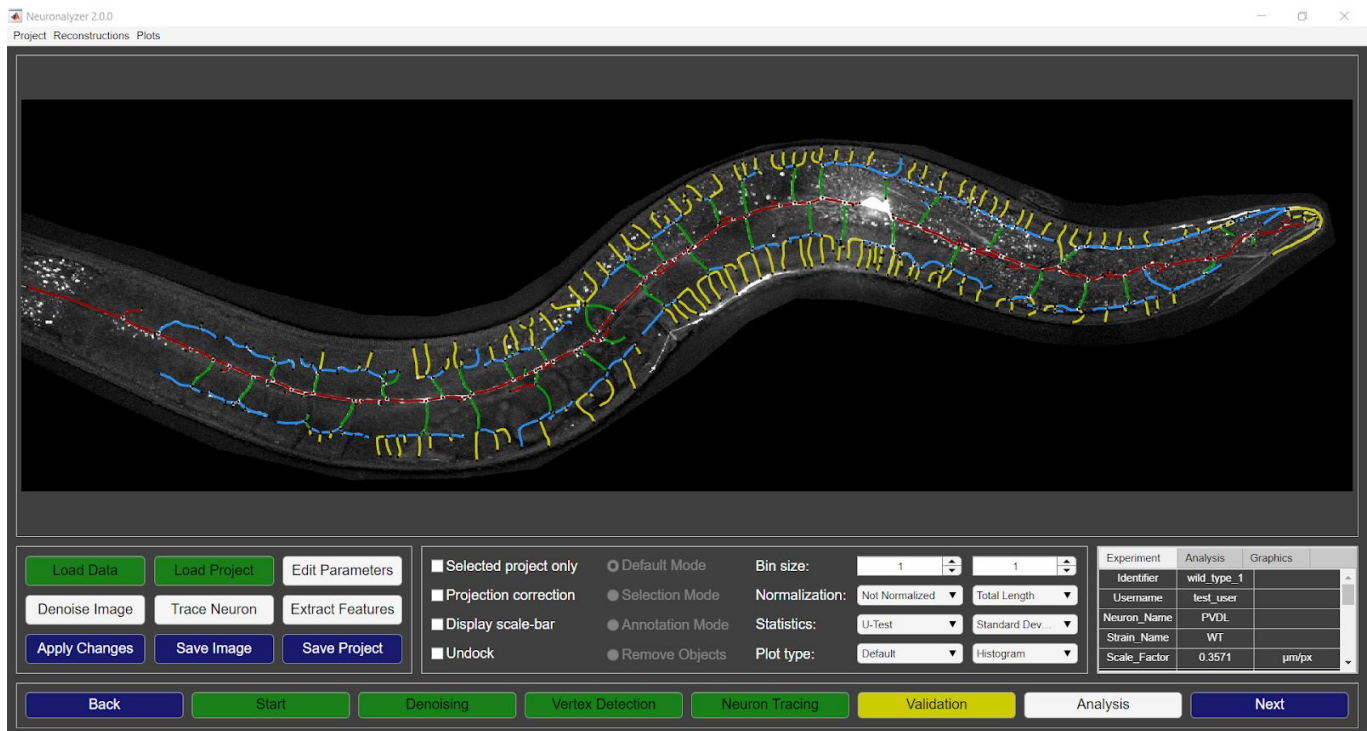 Neuronalyzer 2.0.0
Project Reconstructions Plots
Load Data Load Project Edit Parameters
Denoise Image Trace Neuron Extract Features
Apply Changes Save Image Save Project
Selected project only Default Mode Bin size: 1 1
Projection correction Selection Mode Normalization: Not Normalized Total Length
Display scale-bar Annotation Mode Statistics: U-Test Standard Dev...
Undock Remove Objects Plot type: Default Histogram
Experiment Analysis Graphics
Identifier wild_type_1
Username test_user
Neuron_Name PVDL
Strain_Name WT
Scale_Factor 0.3571 µm/px
Back Start Denoising Vertex Detection Neuron Tracing Validation Analysis Next